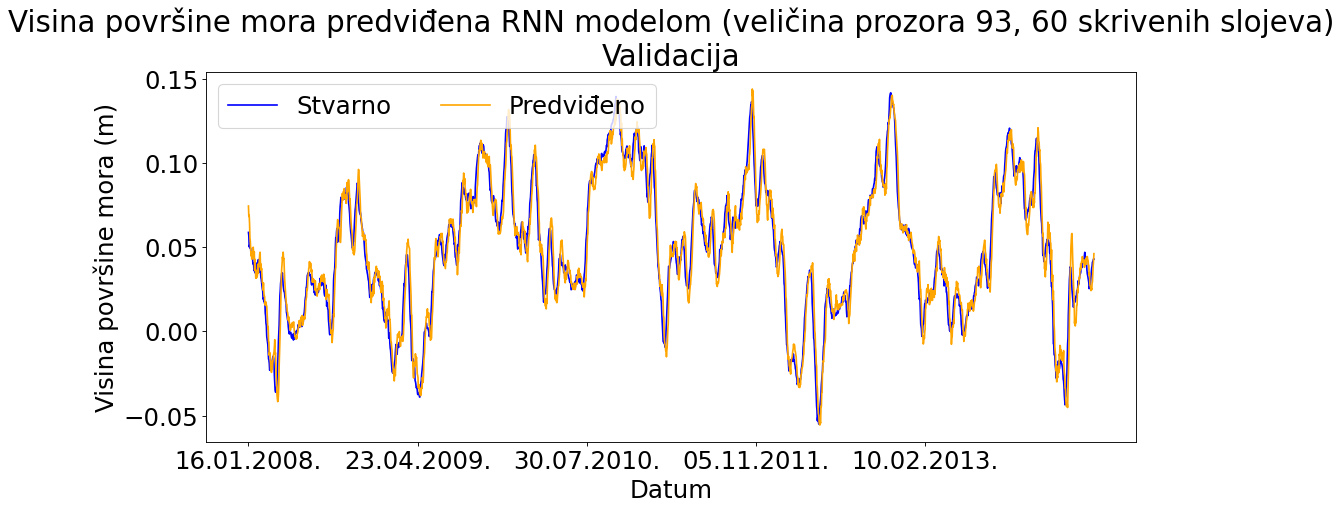 Visina površine mora predviđena RNN modelom (veličina prozora 93, 60 skrivenih slojeva)
Validacija
Stvarno Predviđeno
Visina površine mora (m)
0.15
0.10
0.05
0.00
−0.05
16.01.2008. 23.04.2009. 30.07.2010. 05.11.2011. 10.02.2013.
Datum